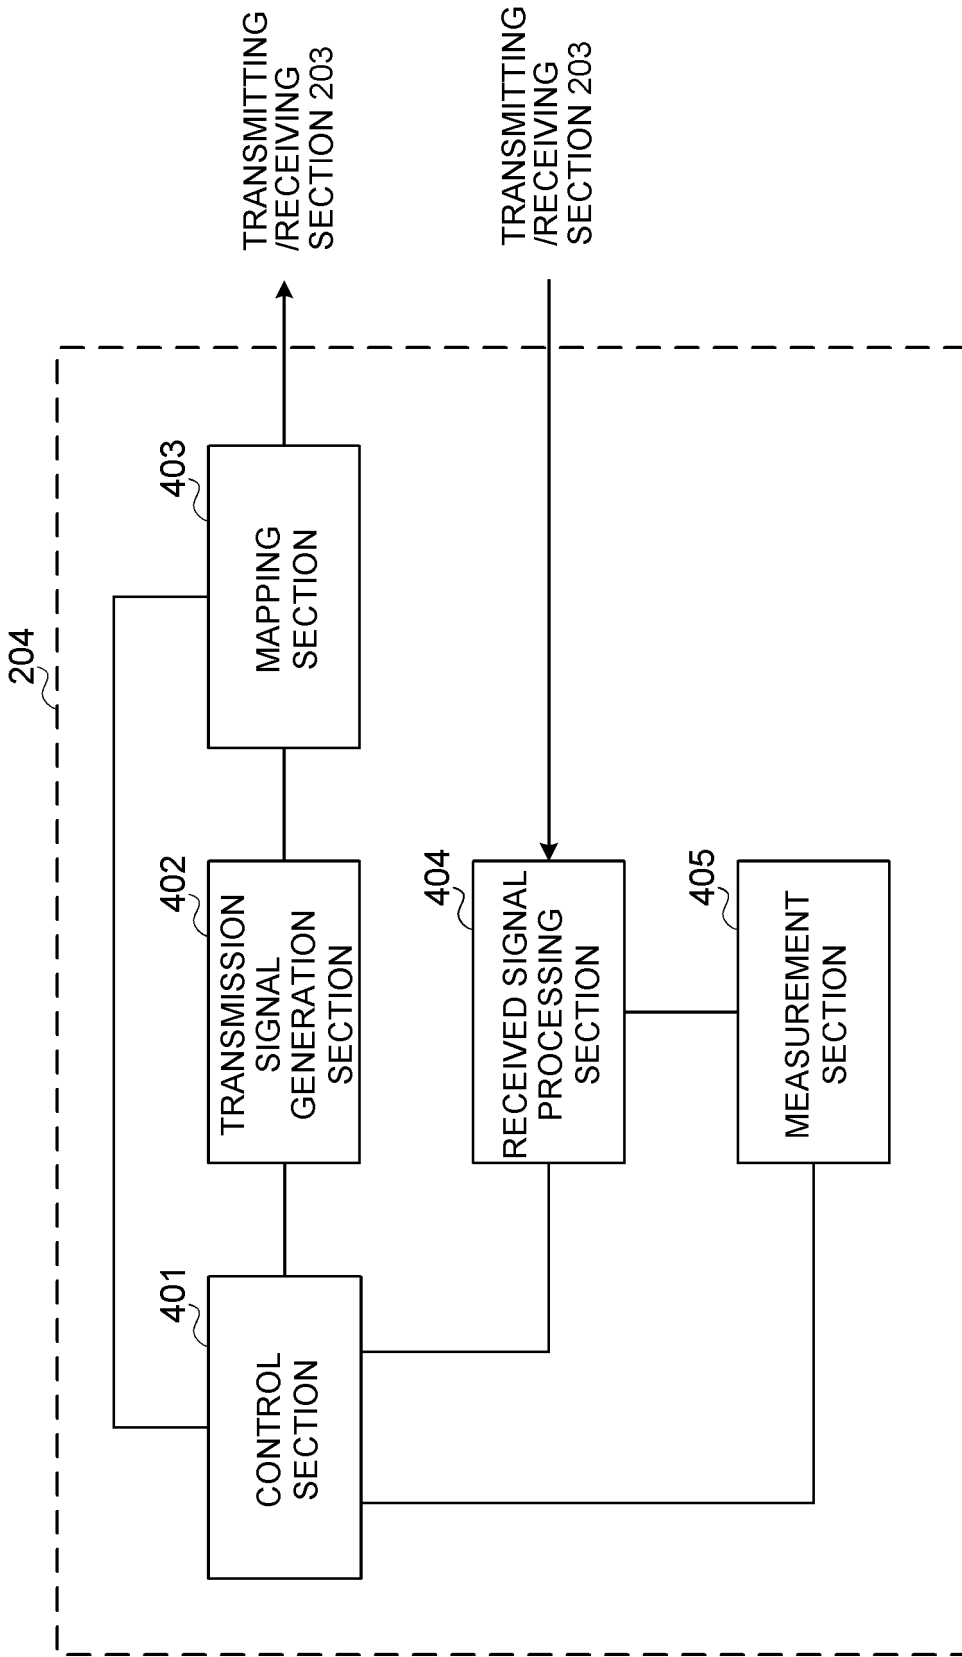 204
401
CONTROL
SECTION
402
TRANSMISSION
SIGNAL
GENERATION
SECTION
403
MAPPING
SECTION
TRANSMITTING
/RECEIVING
SECTION 203
404
RECEIVED SIGNAL
PROCESSING
SECTION
TRANSMITTING
/RECEIVING
SECTION 203
405
MEASUREMENT
SECTION